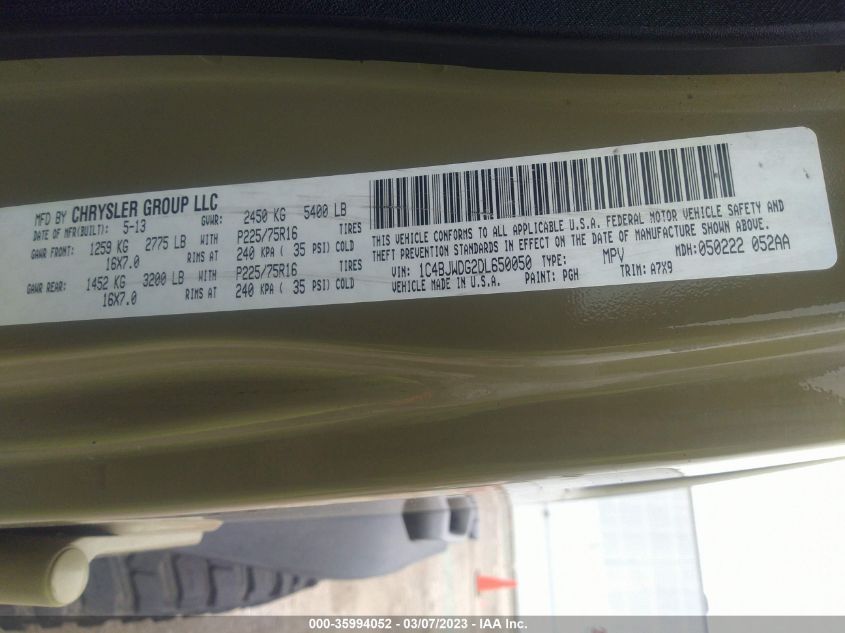 MFD BY CHRYSLER GROUP LLC
DATE OF MFR(BUILT): 5-13 GVWR: 2450 KG 5400 LB
GAWR FRONT: 1259 KG 2775 LB WITH P225/75R16 TIRES
16X7.0 RIMS AT 240 KPA ( 35 PSI) COLD
GAWR REAR: 1452 KG 3200 LB WITH P225/75R16 TIRES
16X7.0 RIMS AT 240 KPA ( 35 PSI) COLD
THIS VEHICLE CONFORMS TO ALL APPLICABLE U.S.A. FEDERAL MOTOR VEHICLE SAFETY AND
THEFT PREVENTION STANDARDS IN EFFECT ON THE DATE OF MANUFACTURE SHOWN ABOVE.
VIN: 1C4BJWDG2DL650050 TYPE: MPV MDH:050222 052AA
VEHICLE MADE IN U.S.A. PAINT: PGH TRIM: A7X9
000-35994052 - 03/07/2023 - IAA Inc.